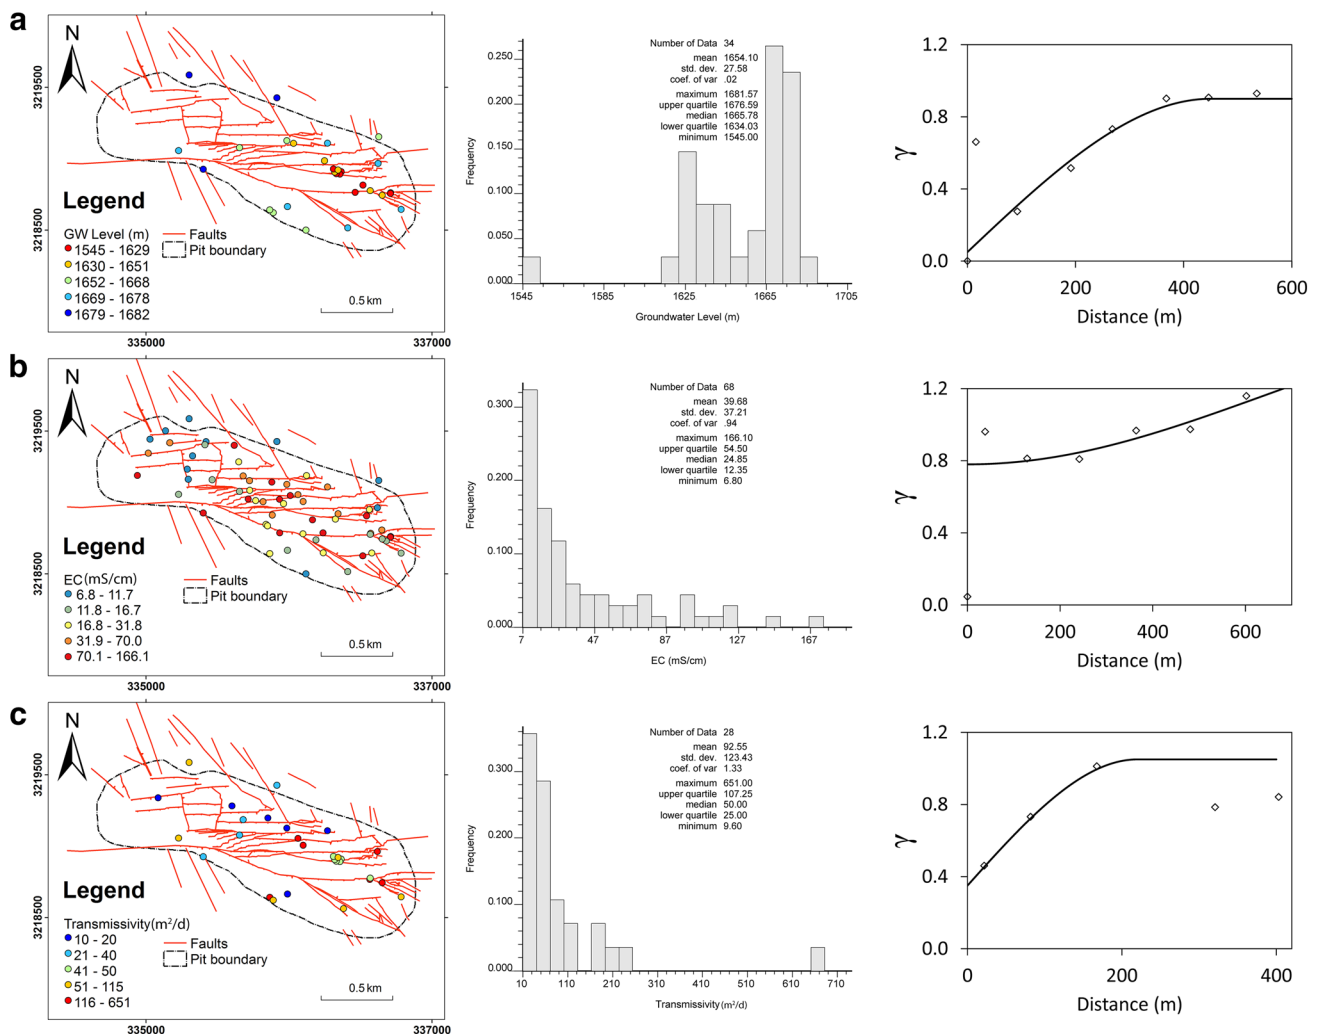 a
N
3219500
3218500
Legend
GW Level (m)
1545 - 1629
1630 - 1651
1652 - 1668
1669 - 1678
1679 - 1682
Faults
Pit boundary
0.5 km
335000
337000
Number of Data 34
mean 1654.10
std. dev. 27.58
coef. of var .02
maximum 1681.57
upper quartile 1676.59
median 1665.78
lower quartile 1634.03
minimum 1545.00
Frequency
0.250
0.200
0.150
0.100
0.050
0.000
1545 1585 1625 1665 1705
Groundwater Level (m)
γ
1.2
0.8
0.4
0.0
0 200 400 600
Distance (m)
b
N
3219500
3218500
Legend
EC (mS/cm)
6.8 - 11.7
11.8 - 16.7
16.8 - 31.8
31.9 - 70.0
70.1 - 166.1
Faults
Pit boundary
0.5 km
335000
337000
Number of Data 68
mean 39.68
std. dev. 37.21
coef. of var .94
maximum 166.10
upper quartile 54.50
median 24.85
lower quartile 12.35
minimum 6.80
Frequency
0.300
0.200
0.100
0.000
7 47 87 127 167
EC (mS/cm)
γ
1.2
0.8
0.4
0.0
0 200 400 600
Distance (m)
c
N
3219500
3218500
Legend
Transmissivity(m²/d)
10 - 20
21 - 40
41 - 50
51 - 115
116 - 651
Faults
Pit boundary
0.5 km
335000
337000
Number of Data 28
mean 92.55
std. dev. 123.43
coef. of var 1.33
maximum 651.00
upper quartile 107.25
median 50.00
lower quartile 25.00
minimum 9.60
Frequency
0.300
0.200
0.100
0.000
10 110 210 310 410 510 610 710
Transmissivity (m²/d)
γ
1.2
0.8
0.4
0.0
0 200 400
Distance (m)